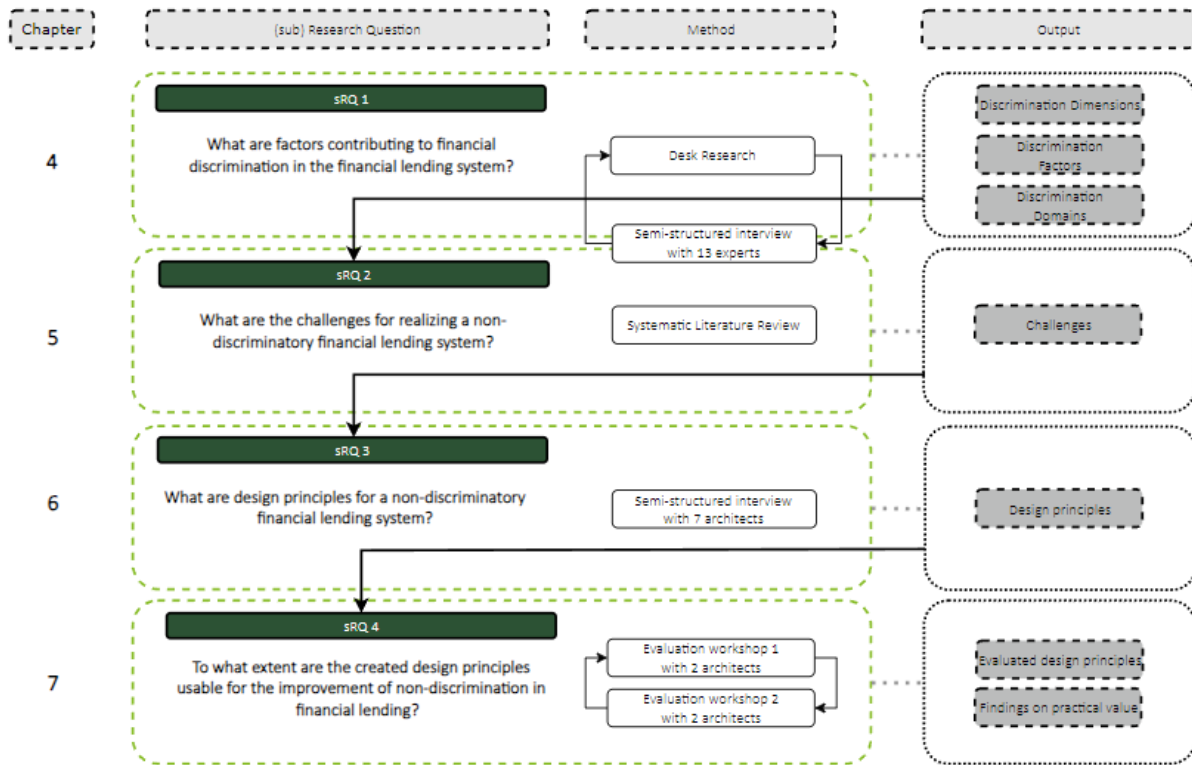 Chapter
(sub) Research Question
Method
Output
4
sRQ 1
What are factors contributing to financial
discrimination in the financial lending system?
Desk Research
Semi-structured interview
with 13 experts
Discrimination Dimensions
Discrimination
Factors
Discrimination
Domains
5
sRQ 2
What are the challenges for realizing a non-
discriminatory financial lending system?
Systematic Literature Review
Challenges
6
sRQ 3
What are design principles for a non-discriminatory
financial lending system?
Semi-structured interview
with 7 architects
Design principles
7
sRQ 4
To what extent are the created design principles
usable for the improvement of non-discrimination in
financial lending?
Evaluation workshop 1
with 2 architects
Evaluation workshop 2
with 2 architects
Evaluated design principles
Findings on practical value